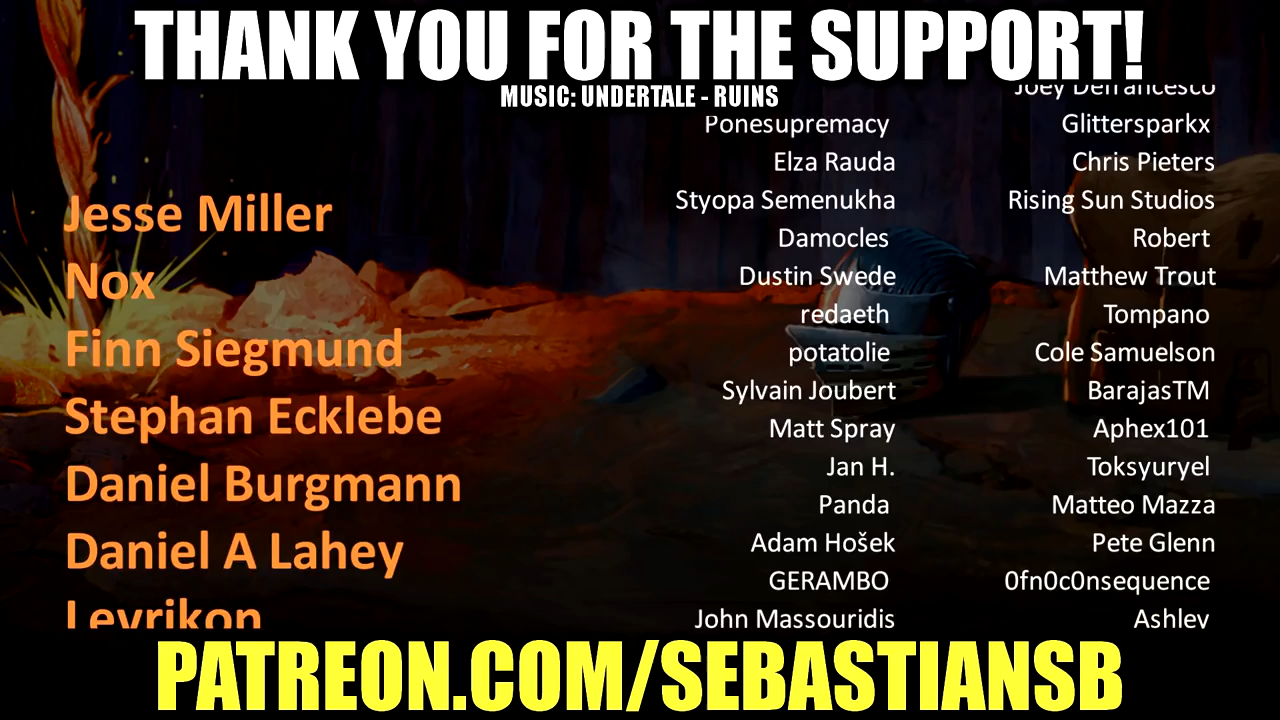 THANK YOU FOR THE SUPPORT!
MUSIC: UNDERTALE - RUINS
Jesse Miller
Nox
Finn Siegmund
Stephan Ecklebe
Daniel Burgmann
Daniel A Lahey
Levrikon
Ponesupremacy
Elza Rauda
Styopa Semenukha
Damocles
Dustin Swede
redaeth
potatolie
Sylvain Joubert
Matt Spray
Jan H.
Panda
Adam Hošek
GERAMBO
John Massouridis
Joey Defrancesco
Glittersparkx
Chris Pieters
Rising Sun Studios
Robert
Matthew Trout
Tompano
Cole Samuelson
BarajasTM
Aphex101
Toksyuryel
Matteo Mazza
Pete Glenn
0fn0c0nsequence
Ashley
PATREON.COM/SEBASTIANSB